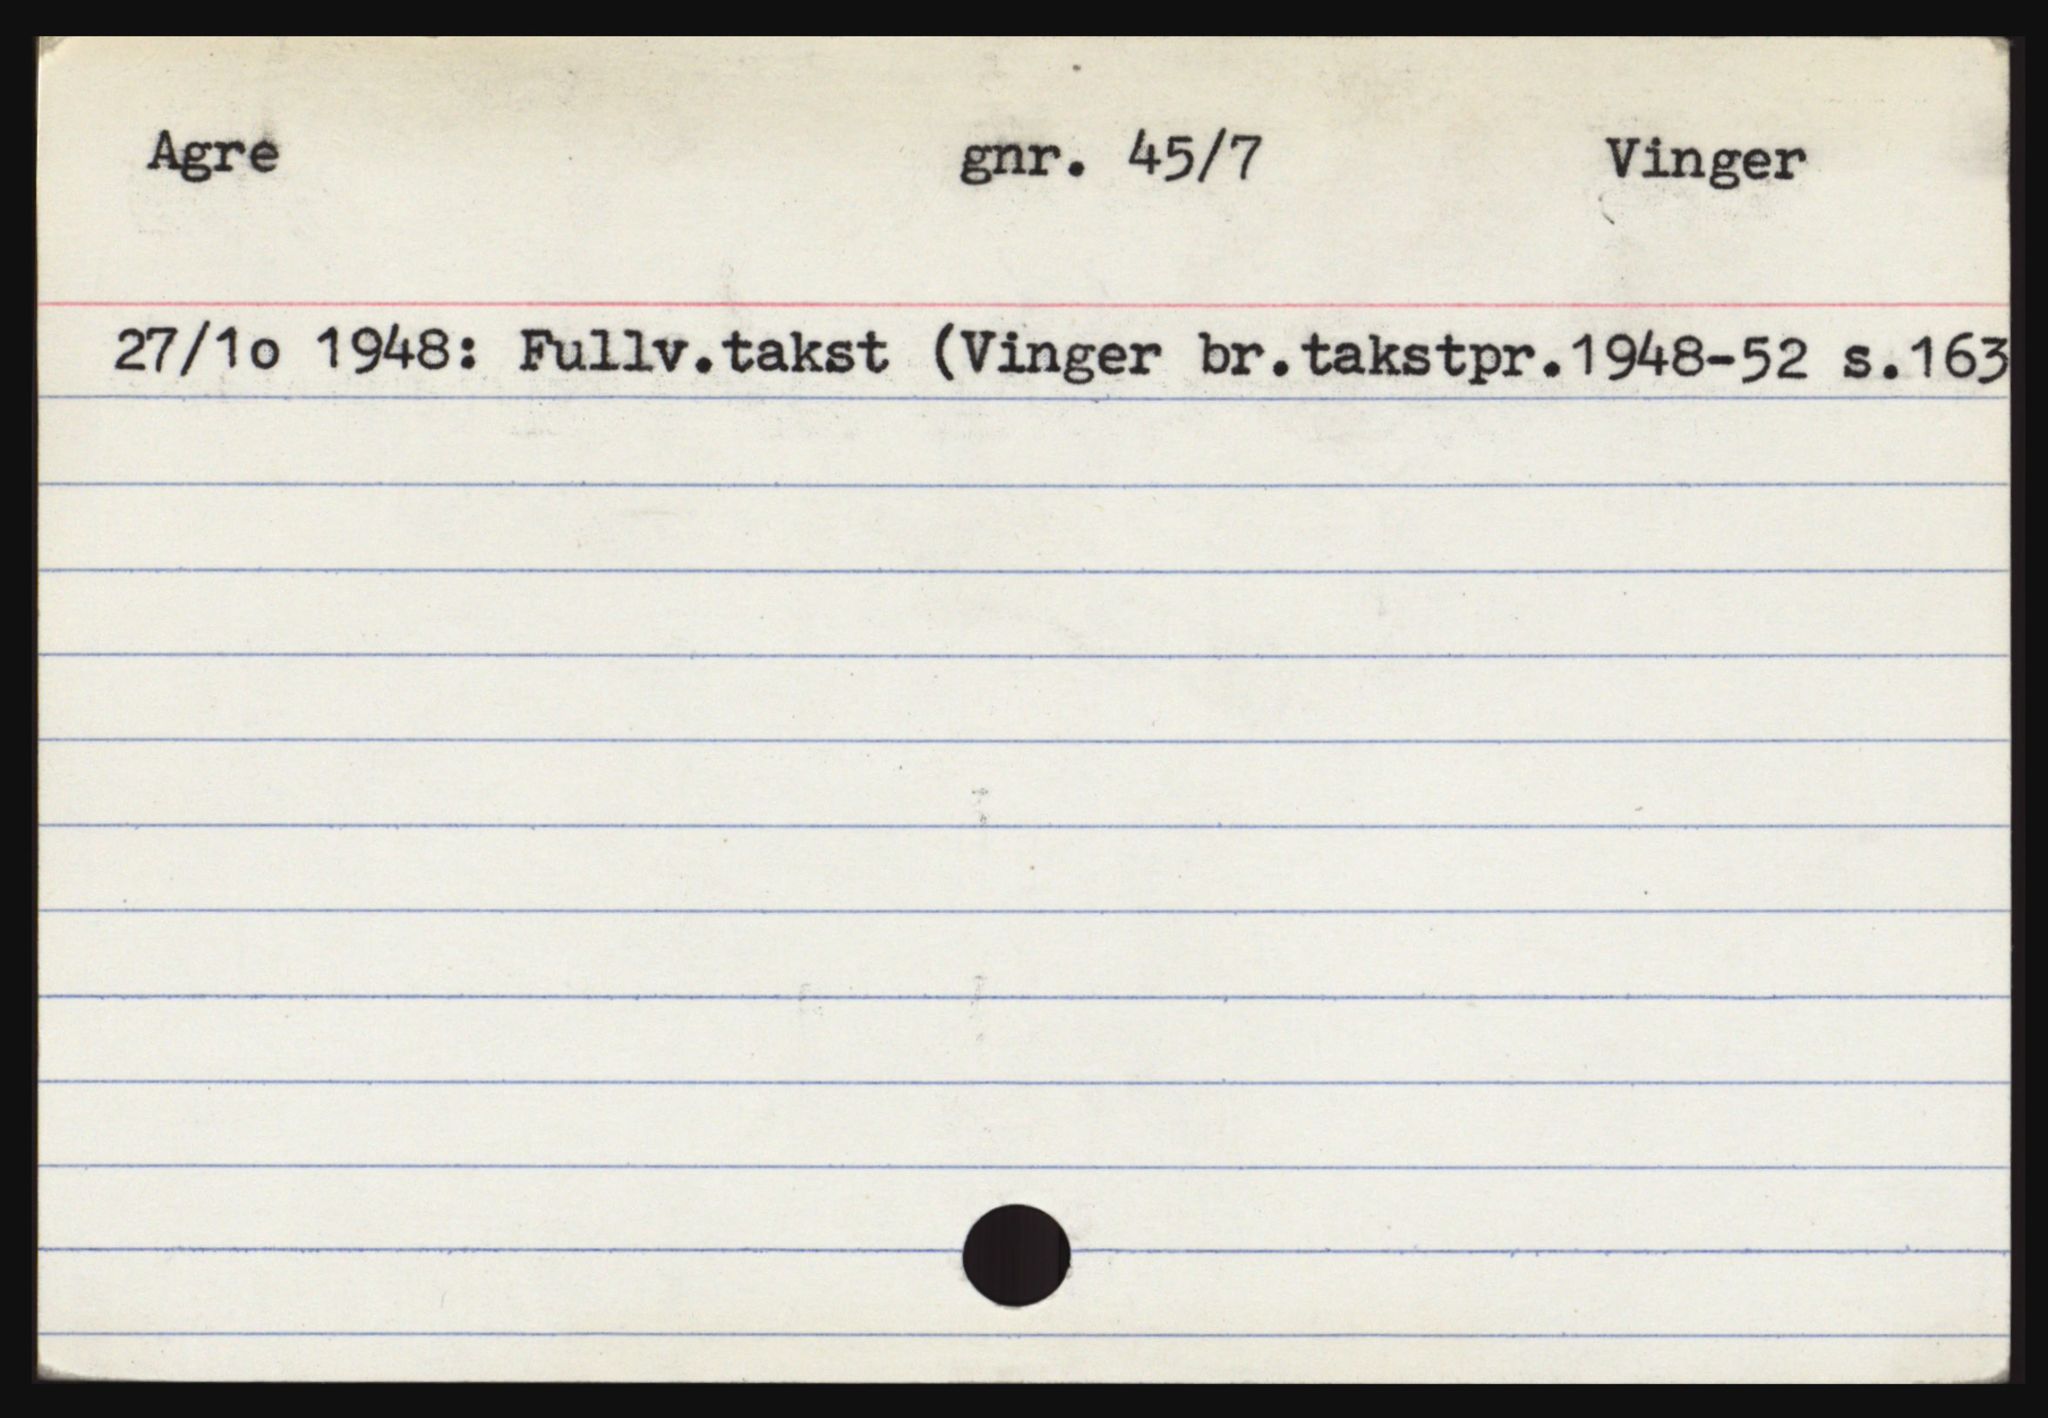 Agre gnr. 45/7 Vinger
27/1o 1948: Fullv.takst (Vinger br.takstpr.1948-52 s.163